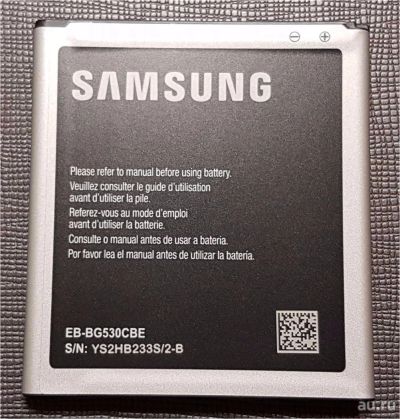 ⊖ ⊕
SAMSUNG
Please refer to manual before using battery.
Veuillez consulter le guide d'utilisation
avant d'utiliser la pile.
Referez-vous au mode d'emploi
avant d'utiliser la batterie.
Consulte o manual antes de usar a bateria.
Por favor lea el manual antes de utilizar la bateria.
EB-BG530CBE
S/N: YS2HB233S/2-B
au.ru